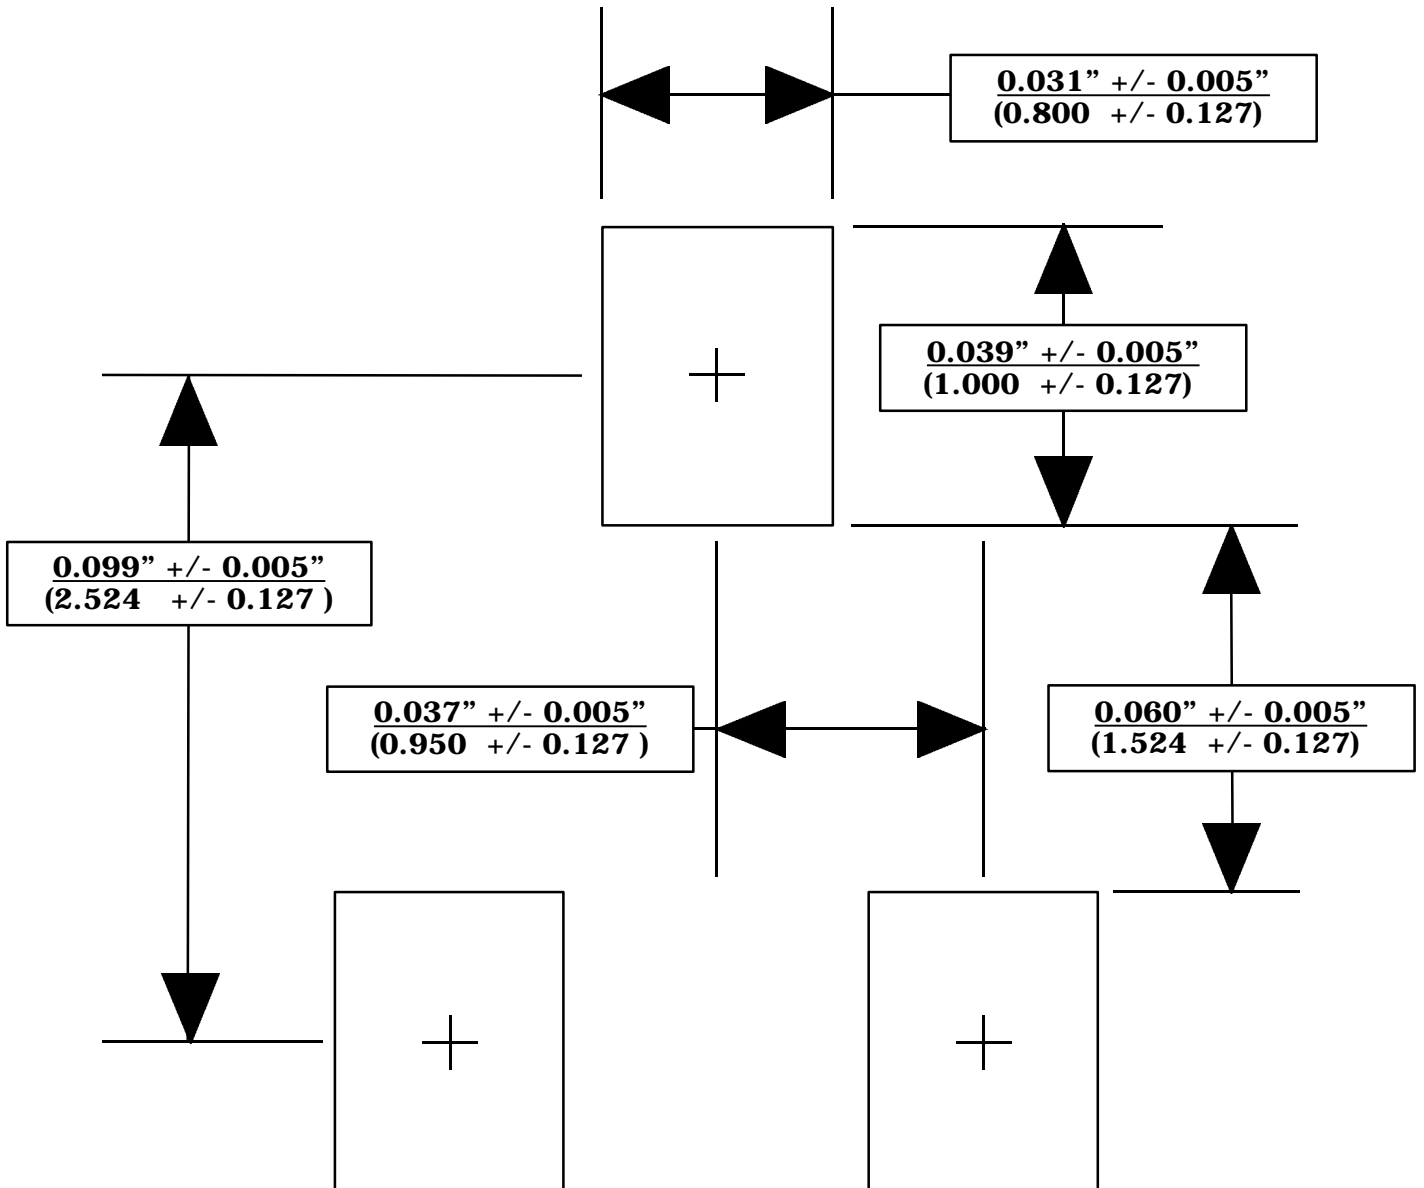 0.031” +/- 0.005”
(0.800 +/- 0.127)
0.039” +/- 0.005”
(1.000 +/- 0.127)
0.099” +/- 0.005”
(2.524 +/- 0.127 )
0.037” +/- 0.005”
(0.950 +/- 0.127 )
0.060” +/- 0.005”
(1.524 +/- 0.127)